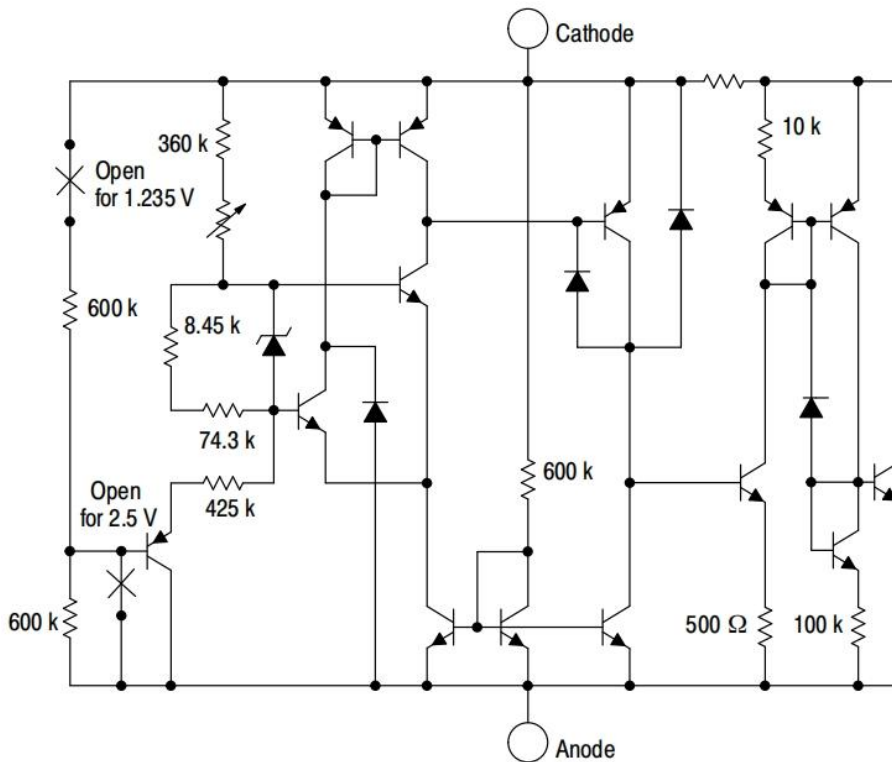 Cathode
360 k
10 k
Open
for 1.235 V
600 k
8.45 k
74.3 k
600 k
Open
for 2.5 V
425 k
600 k
500 Ω
100 k
Anode